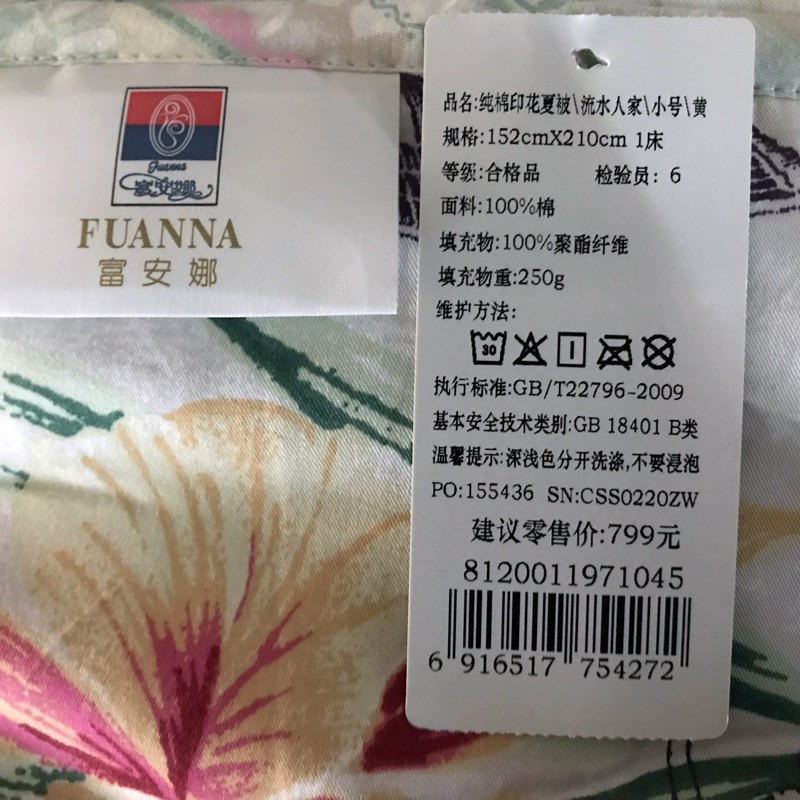 Fuanna
富安娜
FUANNA
富安娜
品名:纯棉印花夏被\流水人家\小号\黄
规格:152cmX210cm 1床
等级:合格品 检验员: 6
面料:100%棉
填充物:100%聚酯纤维
填充物重:250g
维护方法:
30
执行标准:GB/T22796-2009
基本安全技术类别:GB 18401 B类
温馨提示:深浅色分开洗涤,不要浸泡
PO:155436 SN:CSS0220ZW
建议零售价:799元
8120011971045
6 916517 754272